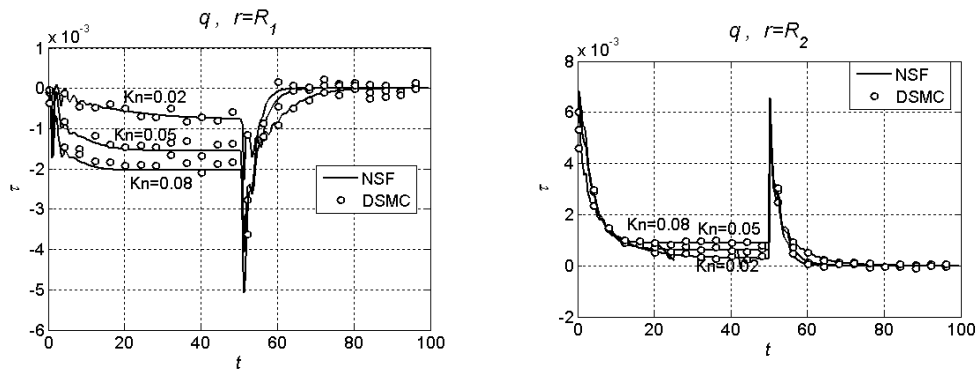 q , r=R_1
x 10^-3
1
0
-1
-2
-3
-4
-5
-6
τ
0 20 40 60 80 100
t
Kn=0.02
Kn=0.05
Kn=0.08
NSF
DSMC
q , r=R_2
x 10^-3
8
6
4
2
0
-2
τ
0 20 40 60 80 100
t
Kn=0.08 Kn=0.05
Kn=0.02
NSF
DSMC